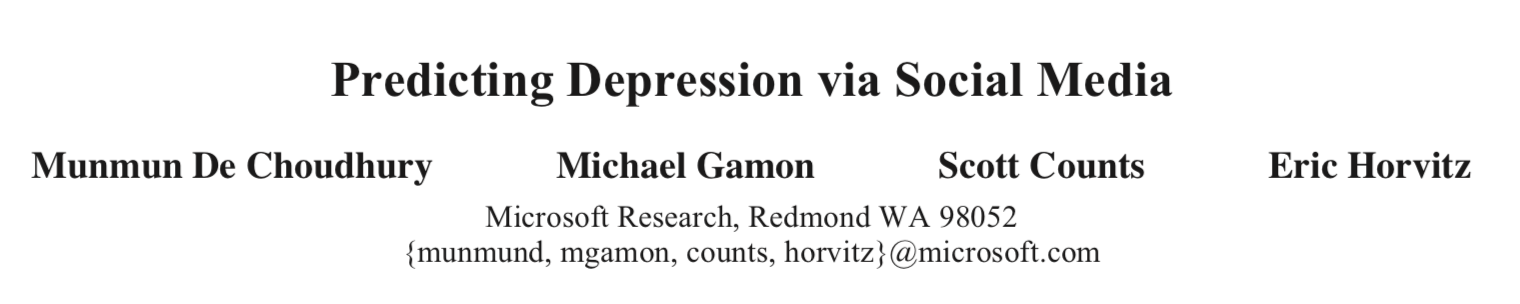 Predicting Depression via Social Media
Munmun De Choudhury Michael Gamon Scott Counts Eric Horvitz
Microsoft Research, Redmond WA 98052
{munmund, mgamon, counts, horvitz}@microsoft.com